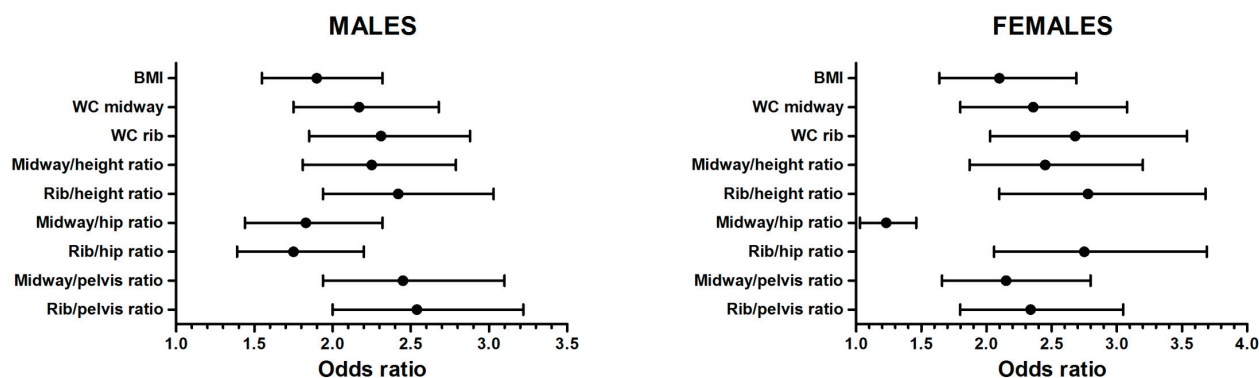 MALES
BMI
WC midway
WC rib
Midway/height ratio
Rib/height ratio
Midway/hip ratio
Rib/hip ratio
Midway/pelvis ratio
Rib/pelvis ratio
1.0 1.5 2.0 2.5 3.0 3.5
Odds ratio
FEMALES
BMI
WC midway
WC rib
Midway/height ratio
Rib/height ratio
Midway/hip ratio
Rib/hip ratio
Midway/pelvis ratio
Rib/pelvis ratio
1.0 1.5 2.0 2.5 3.0 3.5 4.0
Odds ratio